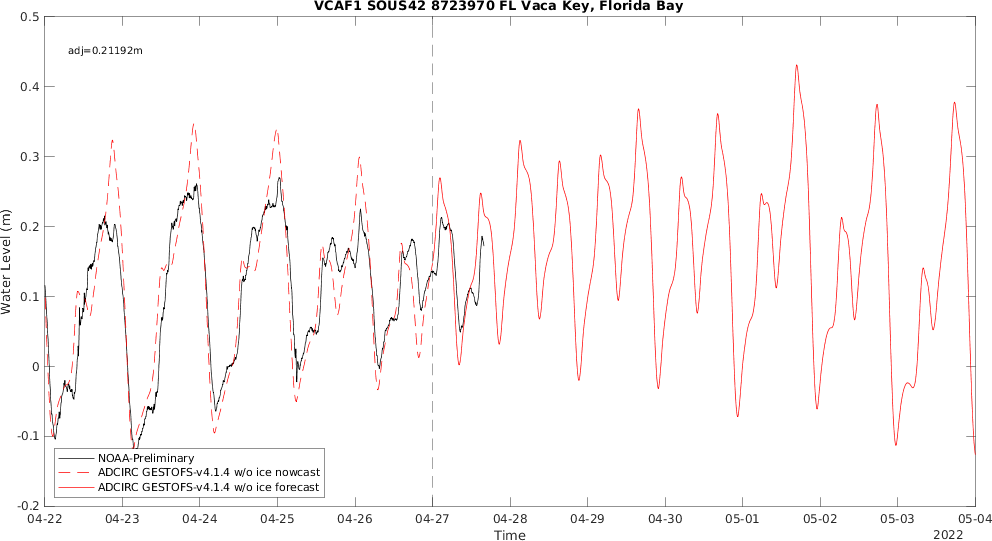 VCAF1 SOUS42 8723970 FL Vaca Key, Florida Bay
0.5
adj=0.21192m
0.4
0.3
0.2
Water Level (m)
0.1
0
-0.1
NOAA-Preliminary
ADCIRC GESTOFS-v4.1.4 w/o ice nowcast
ADCIRC GESTOFS-v4.1.4 w/o ice forecast
-0.2
04-22 04-23 04-24 04-25 04-26 04-27 04-28 04-29 04-30 05-01 05-02 05-03 05-04
Time
2022